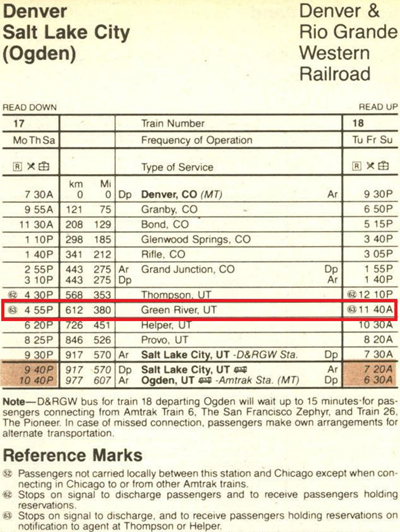 Denver
Salt Lake City
(Ogden)
Denver &
Rio Grande
Western
Railroad
READ DOWN READ UP
17 Train Number 18
Mo Th Sa Frequency of Operation Tu Fr Su
R Type of Service R
km Mi
7 30A 0 0 Dp Denver, CO (MT) Ar 9 30P
9 55A 121 75 Granby, CO 6 50P
11 30A 208 129 Bond, CO 5 15P
1 10P 298 185 Glenwood Springs, CO 3 40P
1 40P 341 212 Rifle, CO 3 05P
2 55P 443 275 Ar Grand Junction, CO Dp 1 55P
3 10P 443 275 Dp Ar 1 40P
62 4 30P 568 353 Thompson, UT 62 12 10P
63 4 55P 612 380 Green River, UT 63 11 40A
6 20P 726 451 Helper, UT 10 30A
8 25P 846 526 Provo, UT 8 20A
9 30P 917 570 Ar Salt Lake City, UT -D&RGW Sta. Dp 7 30A
9 40P 917 570 Dp Salt Lake City, UT Ar 7 20A
10 40P 977 607 Ar Ogden, UT -Amtrak Sta. (MT) Dp 6 30A
Note—D&RGW bus for train 18 departing Ogden will wait up to 15 minutes for pas-
sengers connecting from Amtrak Train 6, The San Francisco Zephyr, and Train 26,
The Pioneer. In case of missed connection, passengers make own arrangements for
alternate transportation.
Reference Marks
52 Passengers not carried locally between this station and Chicago except when con-
necting in Chicago to or from other Amtrak trains.
62 Stops on signal to discharge passengers and to receive passengers holding
reservations.
63 Stops on signal to discharge, and to receive passengers holding reservations on
notification to agent at Thompson or Helper.